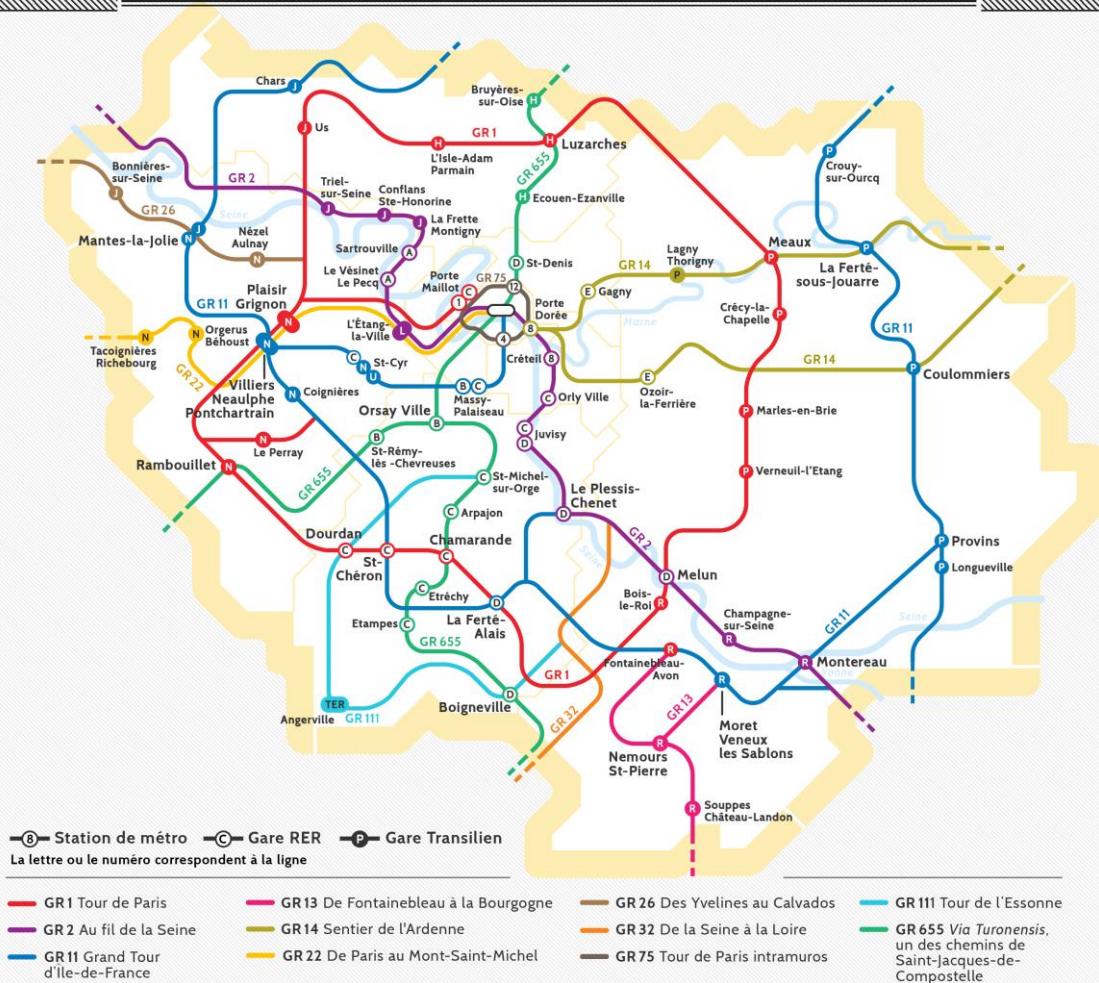 Chars
J
Bruyères-
sur-Oise
H
J
Us
GR 1
H
L'Isle-Adam
Parmain
H
Luzarches
GR 655
P
Crouy-
sur-Ourcq
Bonnières-
sur-Seine
J
GR 2
Triel-
sur-Seine
J
Conflans
Ste-Honorine
J
J
La Frette
Montigny
H
Ecouen-Ezanville
GR 26
Seine
Mantes-la-Jolie
N
J
Nézel
Aulnay
N
Sartrouville
A
Le Vésinet
Le Pecq
A
D
St-Denis
Lagny
Thorigny
P
GR 14
Meaux
P
P
La Ferté-
sous-Jouarre
Porte
Maillot
1
C
GR 75
12
Porte
Dorée
E
Gagny
Marne
Plaisir
Grignon
N
GR 11
L'Étang-
la-Ville
L
4
8
Crécy-la-
Chapelle
P
GR 11
N
Tacoignières
Richebourg
N
Orgerus
Béhoust
GR 22
N
Villiers
Neaulphe
Pontchartrain
C
N
U
St-Cyr
B
C
Massy-
Palaiseau
Créteil
8
E
Ozoir-
la-Ferrière
GR 14
P
Coulommiers
N
Coignières
C
Orly Ville
Orsay Ville
B
P
Marles-en-Brie
N
Le Perray
B
St-Rémy-
lès -Chevreuses
C
D
Juvisy
Rambouillet
N
GR 655
C
St-Michel-
sur-Orge
P
Verneuil-l'Etang
Le Plessis-
Chenet
D
C
Arpajon
Dourdan
C
C
St-
Chéron
Chamarande
C
GR 2
Seine
P
Provins
P
Longueville
D
Melun
C
Etréchy
Bois-
le-Roi
R
D
La Ferté-
Alais
Champagne-
sur-Seine
R
GR 11
Seine
Etampes
C
GR 655
R
Fontainebleau-
Avon
R
Montereau
Yonne
GR 1
R
Moret
Veneux
les Sablons
GR 13
TER
Angerville
GR 111
D
Boigneville
GR 32
R
Nemours
St-Pierre
R
Souppes
Château-Landon
8 Station de métro C Gare RER P Gare Transilien
La lettre ou le numéro correspondent à la ligne
GR 1 Tour de Paris
GR 2 Au fil de la Seine
GR 11 Grand Tour
d'Île-de-France
GR 13 De Fontainebleau à la Bourgogne
GR 14 Sentier de l'Ardenne
GR 22 De Paris au Mont-Saint-Michel
GR 26 Des Yvelines au Calvados
GR 32 De la Seine à la Loire
GR 75 Tour de Paris intramuros
GR 111 Tour de l'Essonne
GR 655 Via Turonensis,
un des chemins de
Saint-Jacques-de-
Compostelle